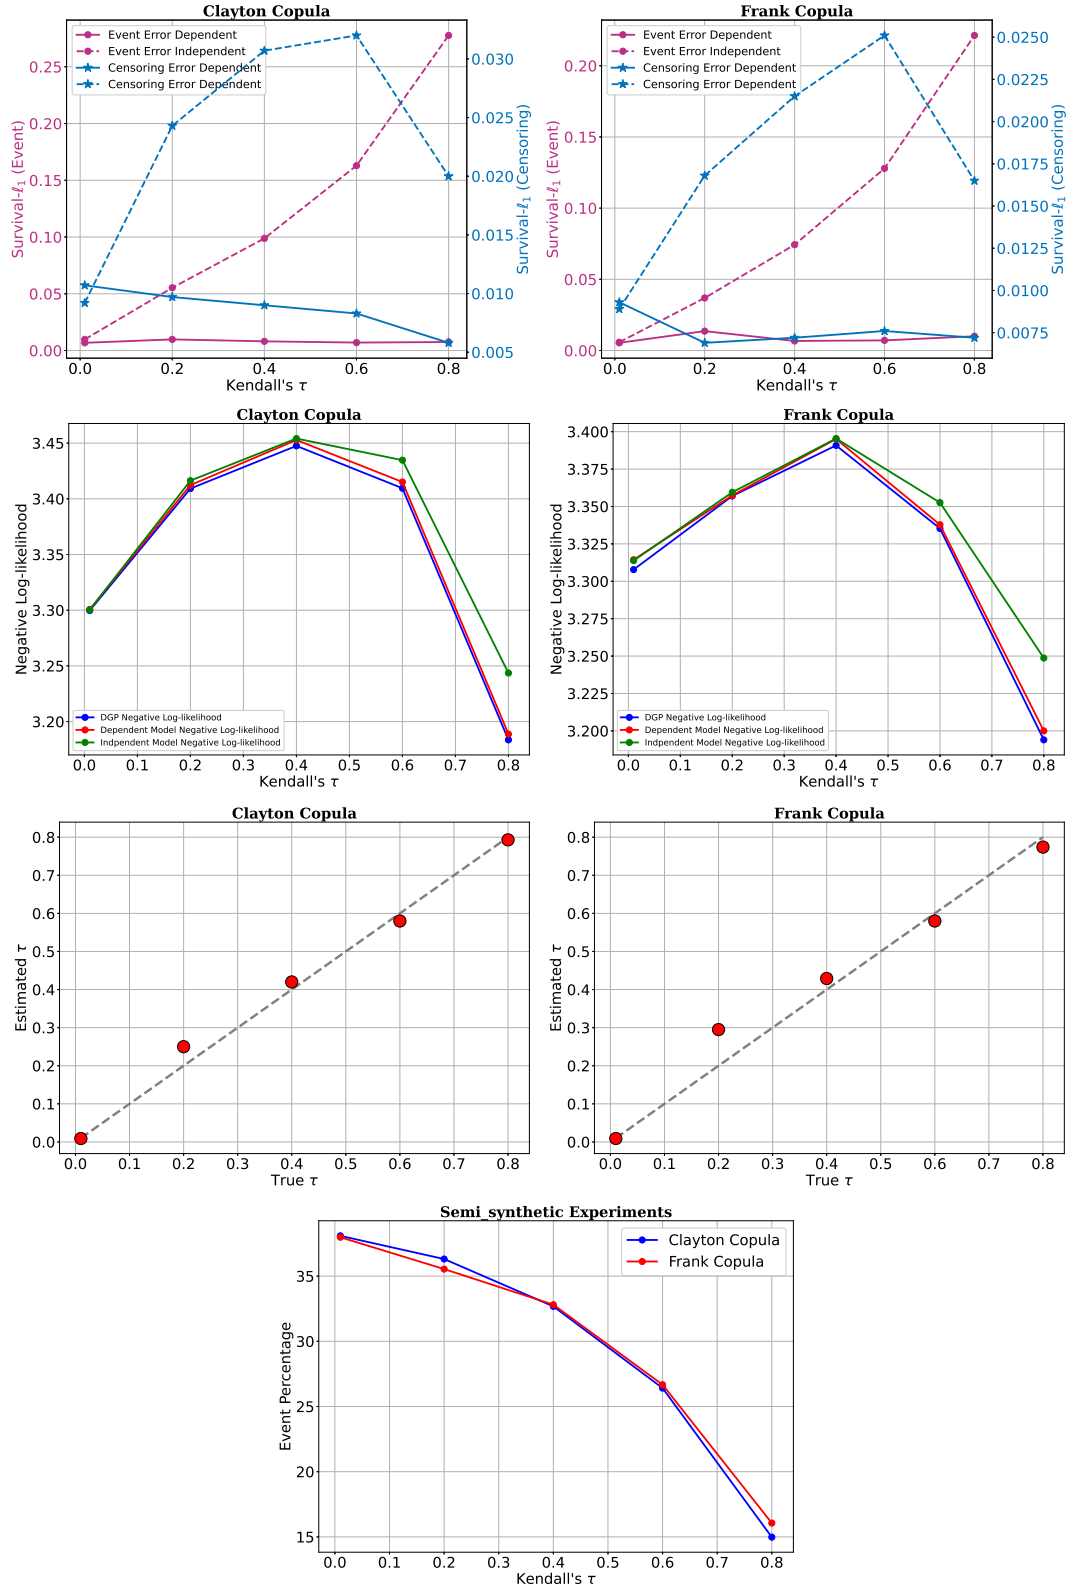 Clayton Copula
Event Error Dependent
Event Error Independent
Censoring Error Dependent
Censoring Error Dependent
0.25
0.20
0.15
0.10
0.05
0.00
Survival-ℓ₁ (Event)
0.030
0.025
0.020
0.015
0.010
0.005
Survival-ℓ₁ (Censoring)
0.0 0.2 0.4 0.6 0.8
Kendall's τ
Frank Copula
Event Error Dependent
Event Error Independent
Censoring Error Dependent
Censoring Error Dependent
0.20
0.15
0.10
0.05
0.00
Survival-ℓ₁ (Event)
0.0250
0.0225
0.0200
0.0175
0.0150
0.0125
0.0100
0.0075
Survival-ℓ₁ (Censoring)
0.0 0.2 0.4 0.6 0.8
Kendall's τ
Clayton Copula
3.45
3.40
3.35
3.30
3.25
3.20
Negative Log-likelihood
DGP Negative Log-likelihood
Dependent Model Negative Log-likelihood
Indpendent Model Negative Log-likelihood
0.0 0.1 0.2 0.3 0.4 0.5 0.6 0.7 0.8
Kendall's τ
Frank Copula
3.400
3.375
3.350
3.325
3.300
3.275
3.250
3.225
3.200
Negative Log-likelihood
DGP Negative Log-likelihood
Dependent Model Negative Log-likelihood
Indpendent Model Negative Log-likelihood
0.0 0.1 0.2 0.3 0.4 0.5 0.6 0.7 0.8
Kendall's τ
Clayton Copula
0.8
0.7
0.6
0.5
0.4
0.3
0.2
0.1
0.0
Estimated τ
0.0 0.1 0.2 0.3 0.4 0.5 0.6 0.7 0.8
True τ
Frank Copula
0.8
0.7
0.6
0.5
0.4
0.3
0.2
0.1
0.0
Estimated τ
0.0 0.1 0.2 0.3 0.4 0.5 0.6 0.7 0.8
True τ
Semi_synthetic Experiments
Clayton Copula
Frank Copula
35
30
25
20
15
Event Percentage
0.0 0.1 0.2 0.3 0.4 0.5 0.6 0.7 0.8
Kendall's τ